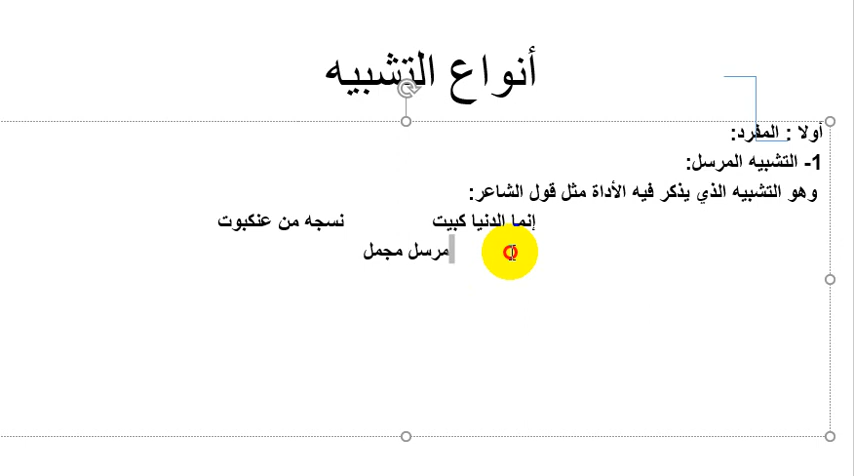 أنواع التشبيه
أولا : المفرد:
1- التشبيه المرسل:
وهو التشبيه الذي يذكر فيه الأداة مثل قول الشاعر:
إنما الدنيا كبيت نسجه من عنكبوت
مرسل مجمل